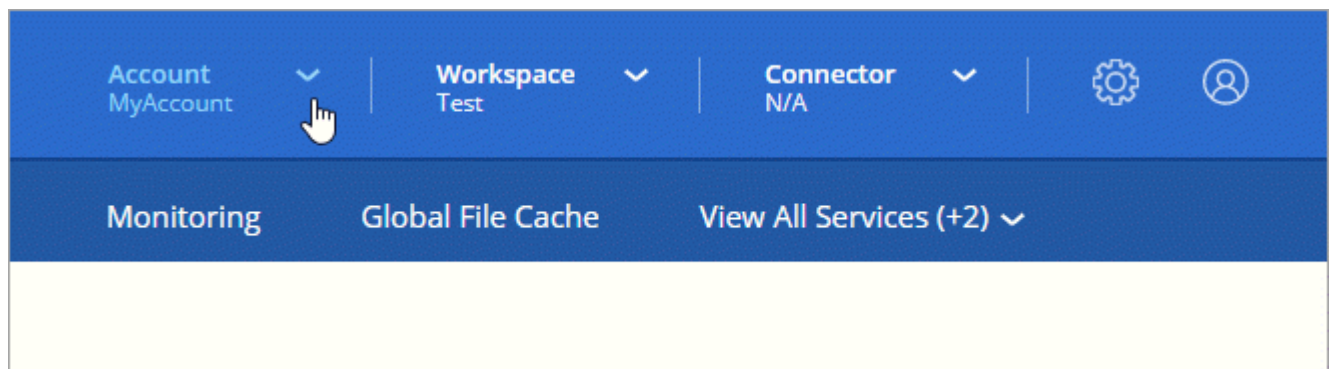 Account
MyAccount
Workspace
Test
Connector
N/A
Monitoring
Global File Cache
View All Services (+2)